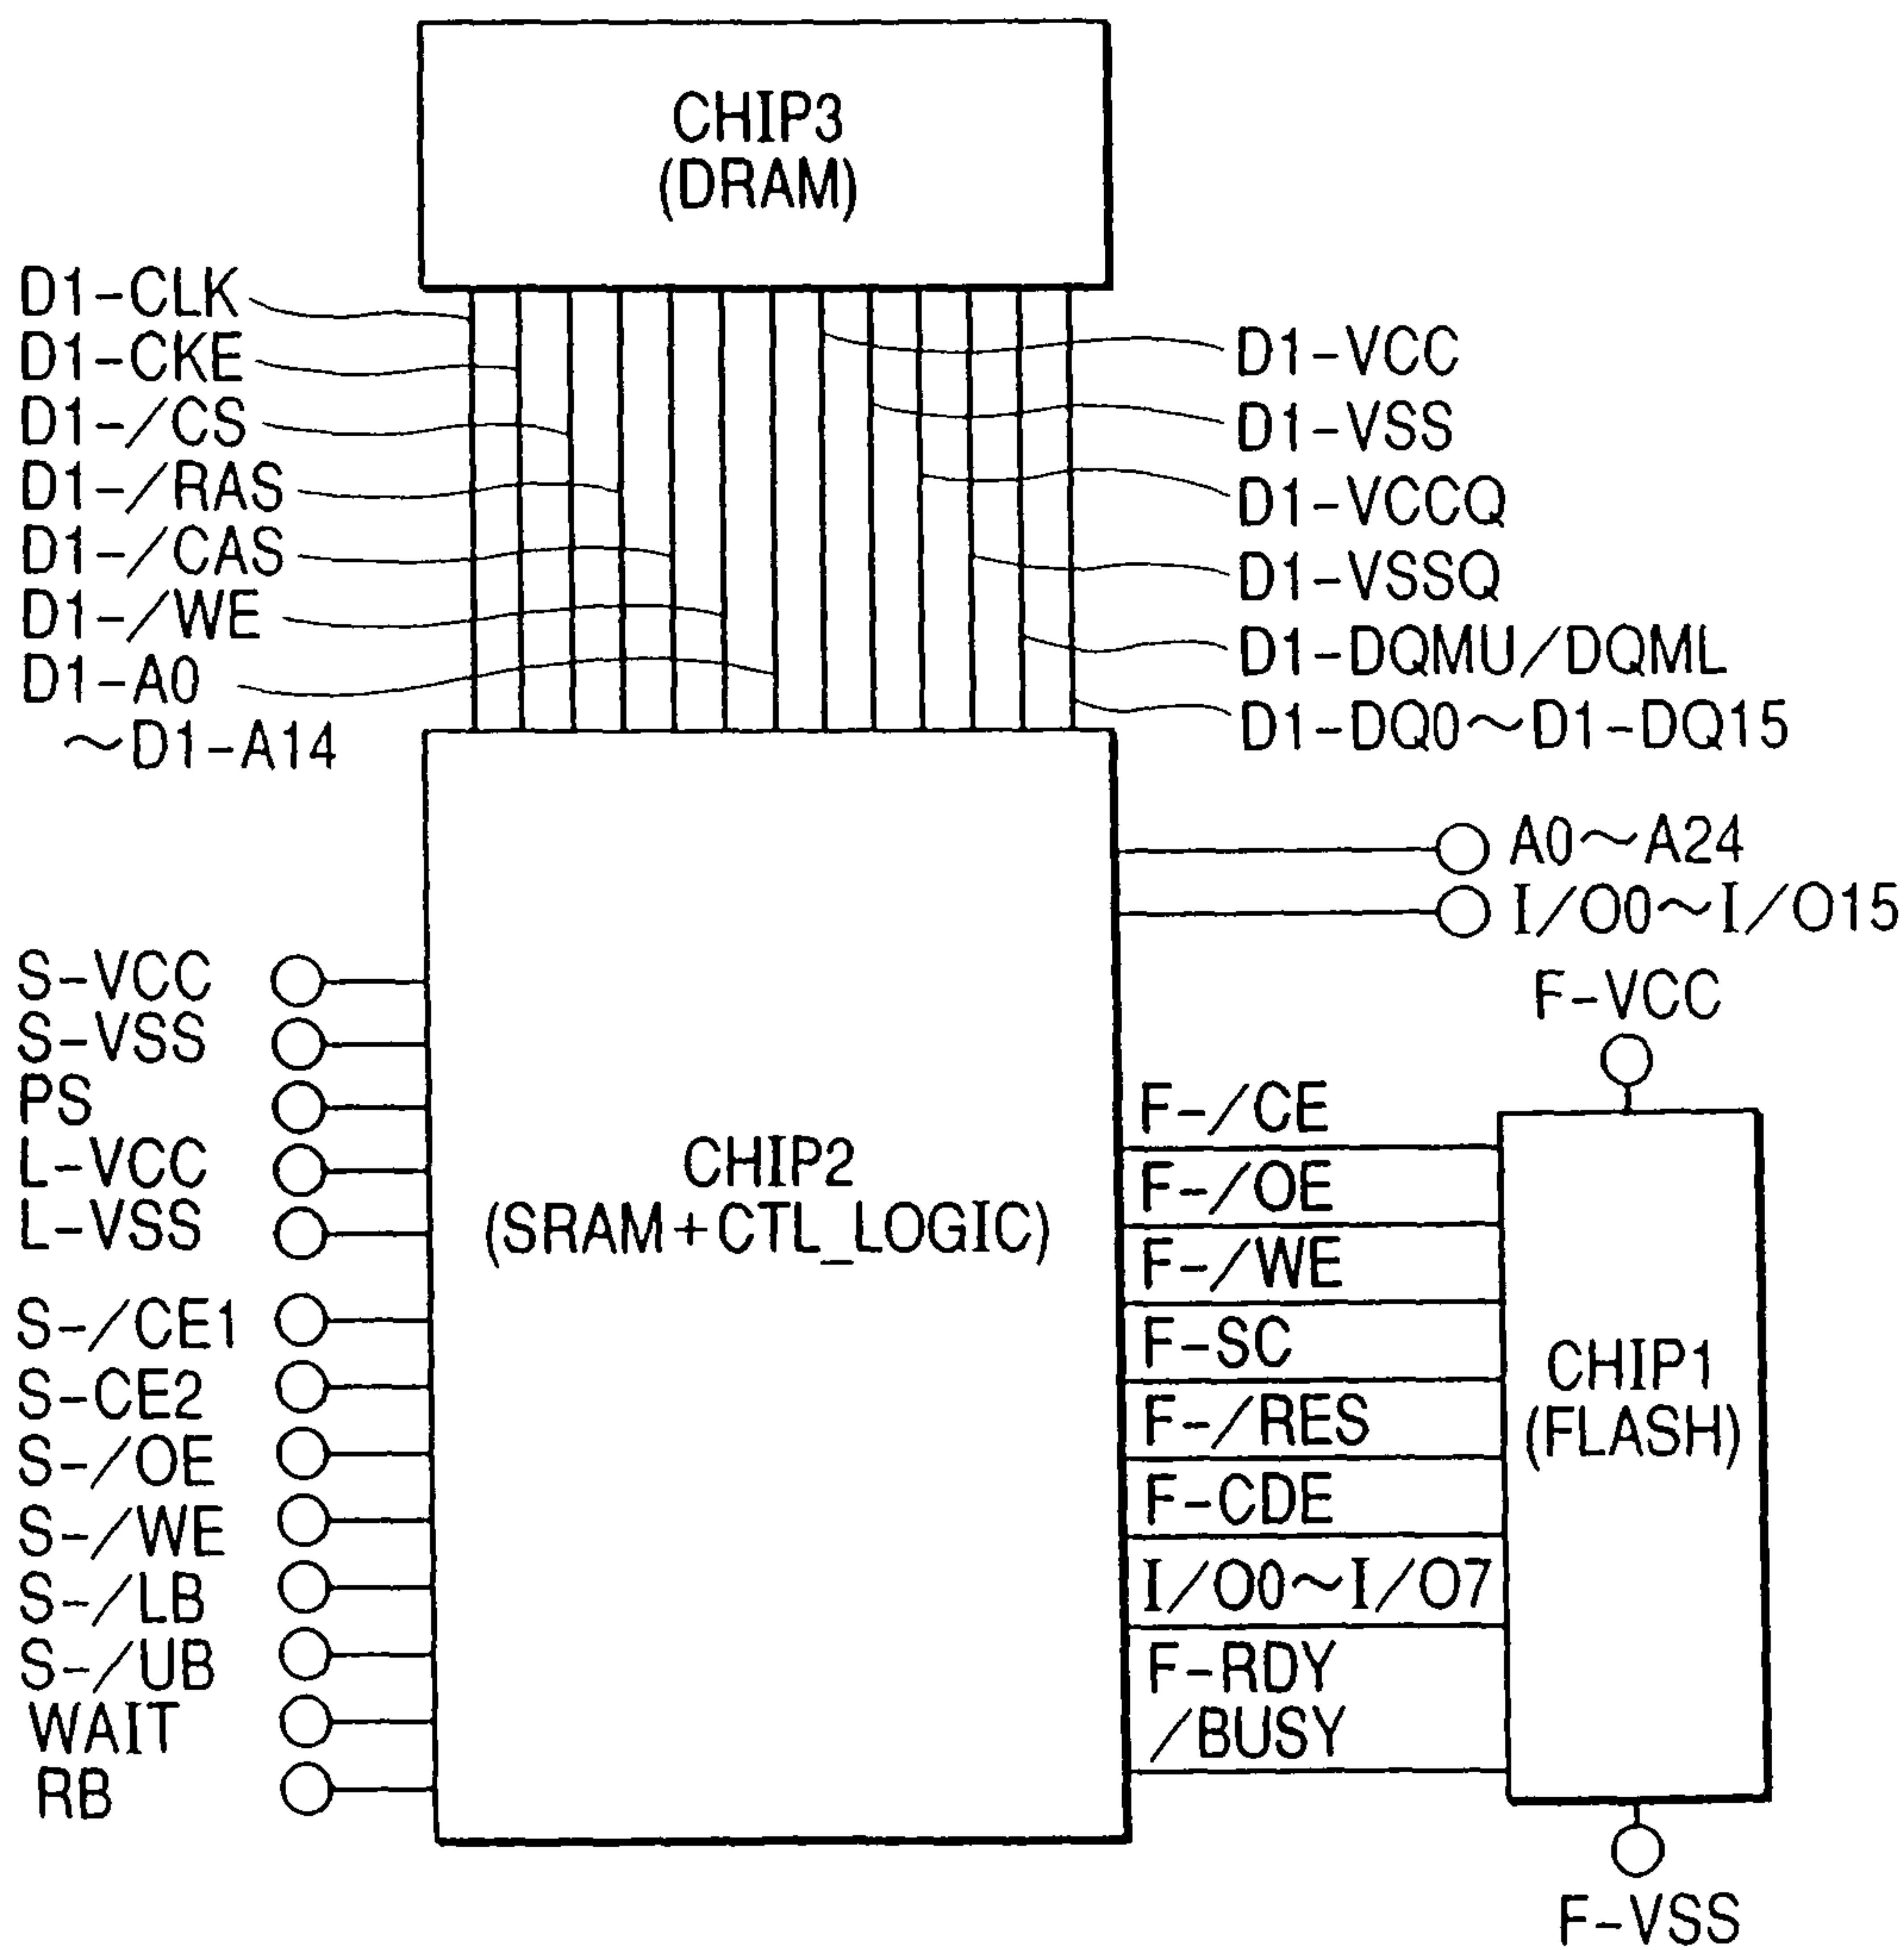 CHIP3
(DRAM)
D1-CLK
D1-CKE
D1-/CS
D1-/RAS
D1-/CAS
D1-/WE
D1-A0
~D1-A14
D1-VCC
D1-VSS
D1-VCCQ
D1-VSSQ
D1-DQMU/DQML
D1-DQ0~D1-DQ15
A0~A24
I/O0~I/O15
S-VCC
S-VSS
PS
L-VCC
L-VSS
S-/CE1
S-CE2
S-/OE
S-/WE
S-/LB
S-/UB
WAIT
RB
CHIP2
(SRAM+CTL_LOGIC)
F-/CE
F-/OE
F-/WE
F-SC
F-/RES
F-CDE
I/O0~I/O7
F-RDY
/BUSY
F-VCC
CHIP1
(FLASH)
F-VSS